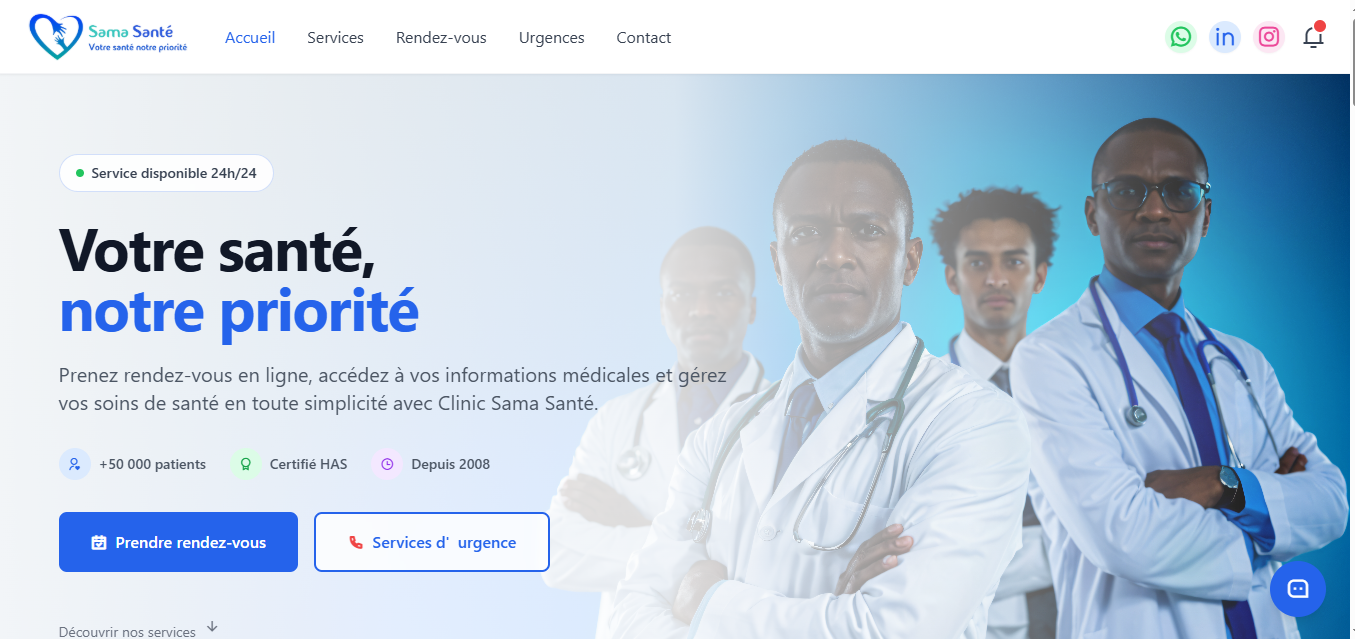 Sama Santé
Votre santé notre priorité
Accueil
Services
Rendez-vous
Urgences
Contact
Service disponible 24h/24
Votre santé,
notre priorité
Prenez rendez-vous en ligne, accédez à vos informations médicales et gérez
vos soins de santé en toute simplicité avec Clinic Sama Santé.
+50 000 patients
Certifié HAS
Depuis 2008
Prendre rendez-vous
Services d' urgence
Découvrir nos services